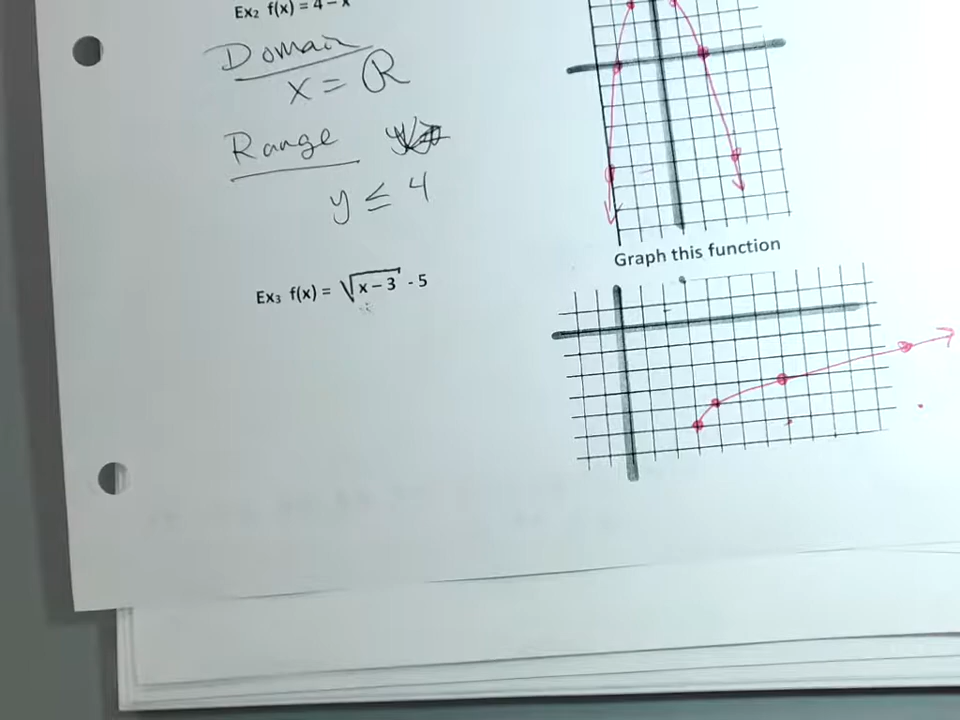 Ex₂ f(x) = 4 - x
Domain
x = ℝ
Range
y ≤ 4
Graph this function
Ex₃ f(x) = √(x - 3) - 5